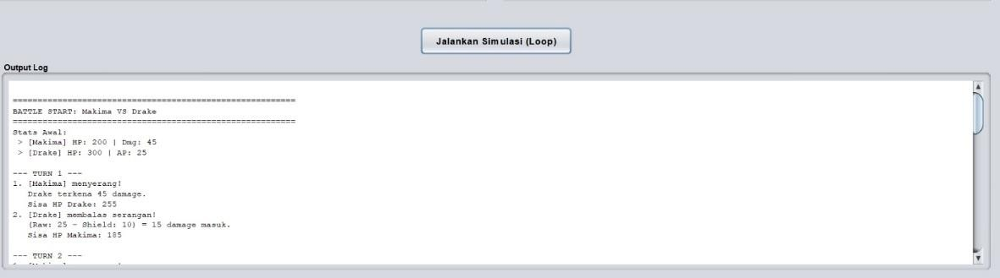 Jalankan Simulasi (Loop)
Output Log
=========================================================
BATTLE START: Makima VS Drake
=========================================================
Stats Awal:
> [Makima] HP: 200 | Dmg: 45
> [Drake] HP: 300 | AP: 25
--- TURN 1 ---
1. [Makima] menyerang!
Drake terkena 45 damage.
Sisa HP Drake: 255
2. [Drake] membalas serangan!
(Raw: 25 - Shield: 10) = 15 damage masuk.
Sisa HP Makima: 185
--- TURN 2 ---